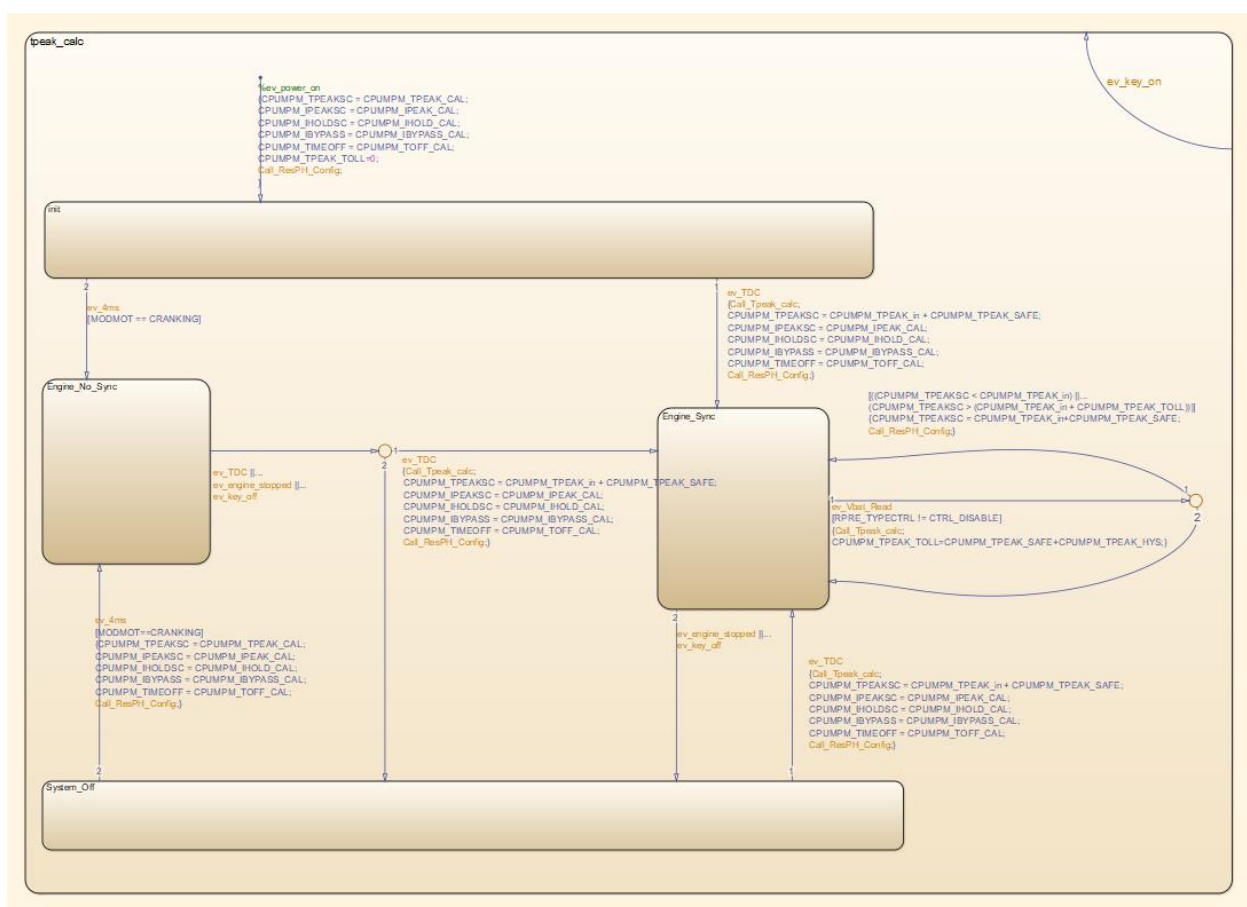 tpeak_calc
ev_key_on
%ev_power_on
{CPUMPM_TPEAKSC = CPUMPM_TPEAK_CAL;
CPUMPM_IPEAKSC = CPUMPM_IPEAK_CAL;
CPUMPM_IHOLDSC = CPUMPM_IHOLD_CAL;
CPUMPM_IBYPASS = CPUMPM_IBYPASS_CAL;
CPUMPM_TIMEOFF = CPUMPM_TOFF_CAL;
CPUMPM_TPEAK_TOLL=0;
Call_ResPH_Config;
}
init
2
1
ev_4ms
[MODMOT == CRANKING]
ev_TDC
{Call_Tpeak_calc;
CPUMPM_TPEAKSC = CPUMPM_TPEAK_in + CPUMPM_TPEAK_SAFE;
CPUMPM_IPEAKSC = CPUMPM_IPEAK_CAL;
CPUMPM_IHOLDSC = CPUMPM_IHOLD_CAL;
CPUMPM_IBYPASS = CPUMPM_IBYPASS_CAL;
CPUMPM_TIMEOFF = CPUMPM_TOFF_CAL;
Call_ResPH_Config;}
Engine_No_Sync
Engine_Sync
[((CPUMPM_TPEAKSC < CPUMPM_TPEAK_in) ||...
(CPUMPM_TPEAKSC > (CPUMPM_TPEAK_in + CPUMPM_TPEAK_TOLL))]
{CPUMPM_TPEAKSC = CPUMPM_TPEAK_in+CPUMPM_TPEAK_SAFE;
Call_ResPH_Config;}
ev_TDC ||...
ev_engine_stopped ||...
ev_key_off
1
2
ev_TDC
{Call_Tpeak_calc;
CPUMPM_TPEAKSC = CPUMPM_TPEAK_in + CPUMPM_TPEAK_SAFE;
CPUMPM_IPEAKSC = CPUMPM_IPEAK_CAL;
CPUMPM_IHOLDSC = CPUMPM_IHOLD_CAL;
CPUMPM_IBYPASS = CPUMPM_IBYPASS_CAL;
CPUMPM_TIMEOFF = CPUMPM_TOFF_CAL;
Call_ResPH_Config;}
1
1
2
ev_Vbat_Read
[RPRE_TYPECTRL != CTRL_DISABLE]
{Call_Tpeak_calc;
CPUMPM_TPEAK_TOLL=CPUMPM_TPEAK_SAFE+CPUMPM_TPEAK_HYS;}
ev_4ms
[MODMOT==CRANKING]
{CPUMPM_TPEAKSC = CPUMPM_TPEAK_CAL;
CPUMPM_IPEAKSC = CPUMPM_IPEAK_CAL;
CPUMPM_IHOLDSC = CPUMPM_IHOLD_CAL;
CPUMPM_IBYPASS = CPUMPM_IBYPASS_CAL;
CPUMPM_TIMEOFF = CPUMPM_TOFF_CAL;
Call_ResPH_Config;}
2
2
ev_engine_stopped ||...
ev_key_off
ev_TDC
{Call_Tpeak_calc;
CPUMPM_TPEAKSC = CPUMPM_TPEAK_in + CPUMPM_TPEAK_SAFE;
CPUMPM_IPEAKSC = CPUMPM_IPEAK_CAL;
CPUMPM_IHOLDSC = CPUMPM_IHOLD_CAL;
CPUMPM_IBYPASS = CPUMPM_IBYPASS_CAL;
CPUMPM_TIMEOFF = CPUMPM_TOFF_CAL;
Call_ResPH_Config;}
1
System_Off